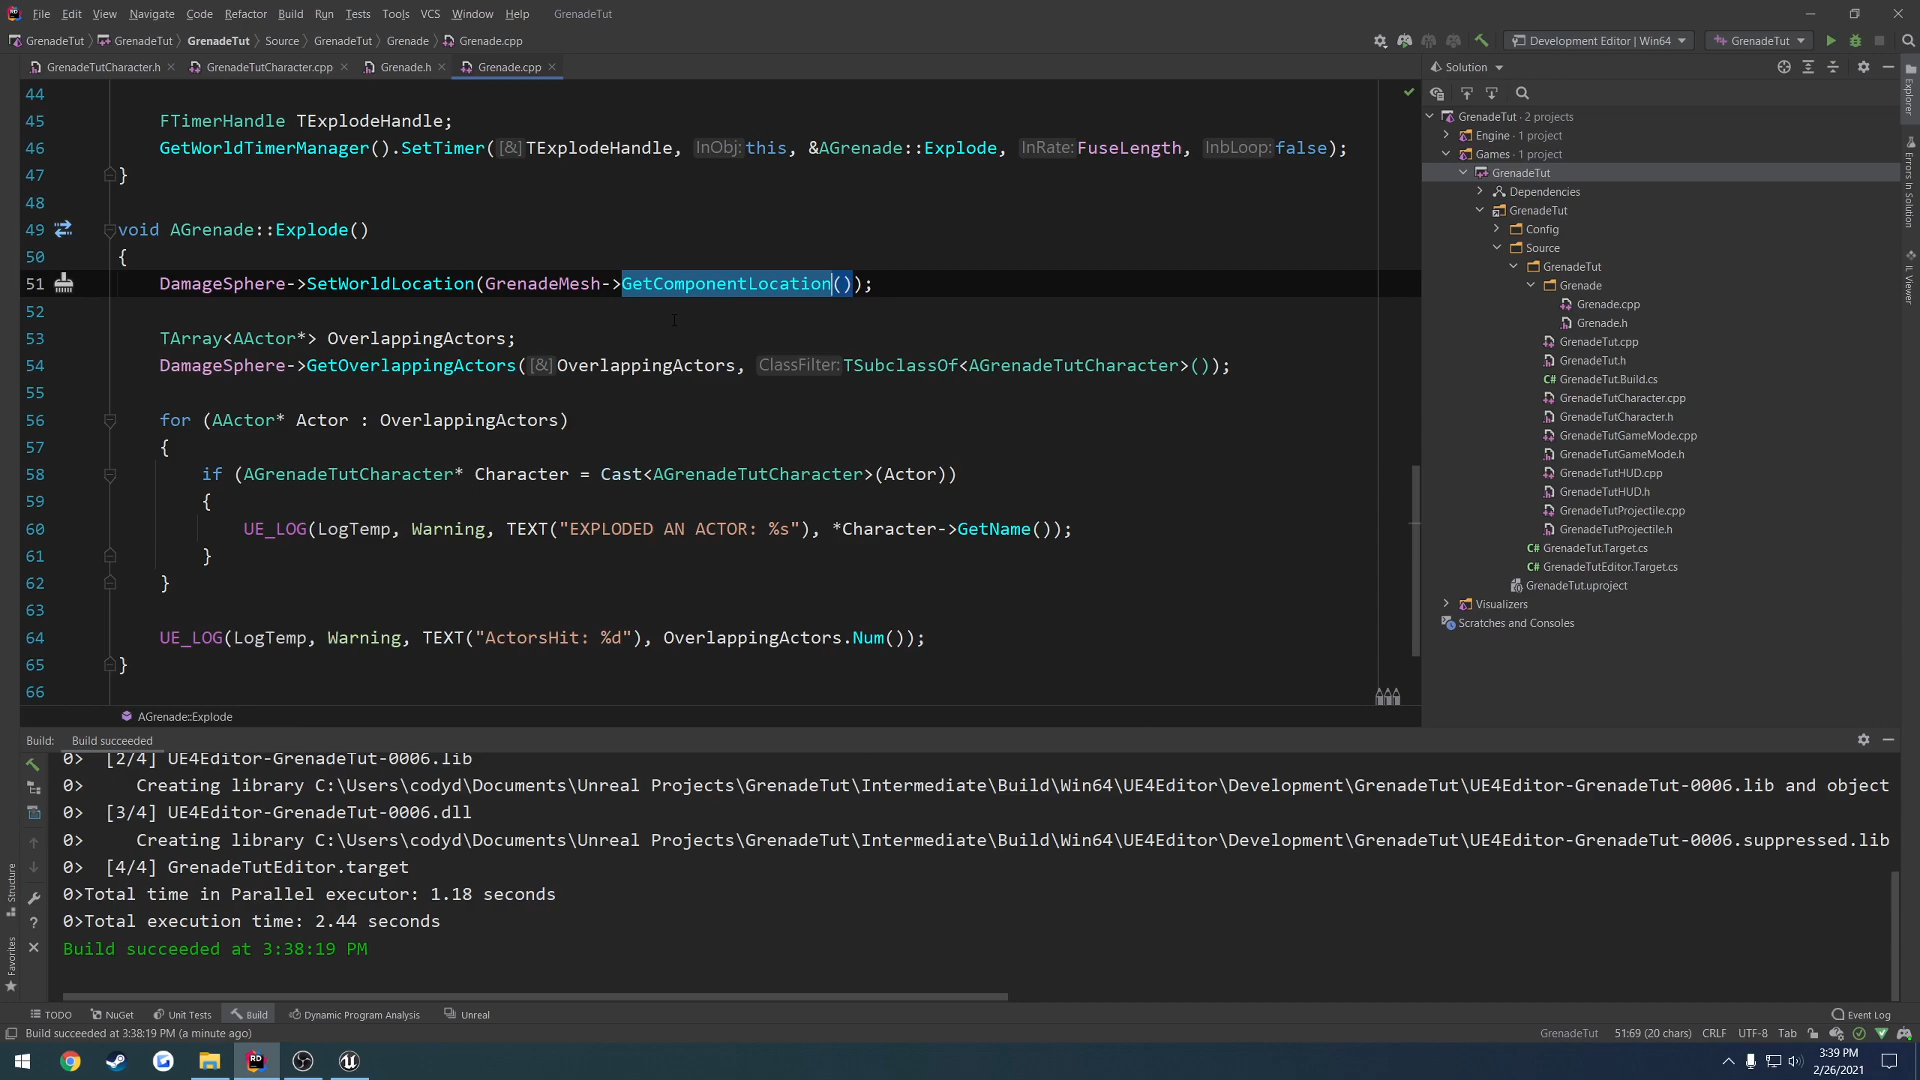 File Edit View Navigate Code Refactor Build Run Tests Tools VCS Window Help GrenadeTut
GrenadeTut GrenadeTut GrenadeTut Source GrenadeTut Grenade Grenade.cpp Development Editor | Win64 GrenadeTut
GrenadeTutCharacter.h GrenadeTutCharacter.cpp Grenade.h Grenade.cpp
44
45 FTimerHandle TExplodeHandle;
46 GetWorldTimerManager().SetTimer([&]TExplodeHandle, InObj:this, &AGrenade::Explode, InRate:FuseLength, InbLoop:false);
47 }
48
49 void AGrenade::Explode()
50 {
51 DamageSphere->SetWorldLocation(GrenadeMesh->GetComponentLocation());
52
53 TArray<AActor*> OverlappingActors;
54 DamageSphere->GetOverlappingActors([&]OverlappingActors, ClassFilter:TSubclassOf<AGrenadeTutCharacter>());
55
56 for (AActor* Actor : OverlappingActors)
57 {
58 if (AGrenadeTutCharacter* Character = Cast<AGrenadeTutCharacter>(Actor))
59 {
60 UE_LOG(LogTemp, Warning, TEXT("EXPLODED AN ACTOR: %s"), *Character->GetName());
61 }
62 }
63
64 UE_LOG(LogTemp, Warning, TEXT("ActorsHit: %d"), OverlappingActors.Num());
65 }
66
AGrenade::Explode
Solution
GrenadeTut · 2 projects
Engine · 1 project
Games · 1 project
GrenadeTut
Dependencies
GrenadeTut
Config
Source
GrenadeTut
Grenade
Grenade.cpp
Grenade.h
GrenadeTut.cpp
GrenadeTut.h
C# GrenadeTut.Build.cs
GrenadeTutCharacter.cpp
GrenadeTutCharacter.h
GrenadeTutGameMode.cpp
GrenadeTutGameMode.h
GrenadeTutHUD.cpp
GrenadeTutHUD.h
GrenadeTutProjectile.cpp
GrenadeTutProjectile.h
C# GrenadeTut.Target.cs
C# GrenadeTutEditor.Target.cs
GrenadeTut.uproject
Visualizers
Scratches and Consoles
Explorer
Errors In Solution
IL Viewer
Build: Build succeeded
0> [2/4] UE4Editor-GrenadeTut-0006.lib
0> Creating library C:\Users\codyd\Documents\Unreal Projects\GrenadeTut\Intermediate\Build\Win64\UE4Editor\Development\GrenadeTut\UE4Editor-GrenadeTut-0006.lib and object
0> [3/4] UE4Editor-GrenadeTut-0006.dll
0> Creating library C:\Users\codyd\Documents\Unreal Projects\GrenadeTut\Intermediate\Build\Win64\UE4Editor\Development\GrenadeTut\UE4Editor-GrenadeTut-0006.suppressed.lib
0> [4/4] GrenadeTutEditor.target
0>Total time in Parallel executor: 1.18 seconds
0>Total execution time: 2.44 seconds
Build succeeded at 3:38:19 PM
Structure
Favorites
TODO NuGet Unit Tests Build Dynamic Program Analysis Unreal Event Log
Build succeeded at 3:38:19 PM (a minute ago) GrenadeTut 51:69 (20 chars) CRLF UTF-8 Tab
RD
3:39 PM
2/26/2021